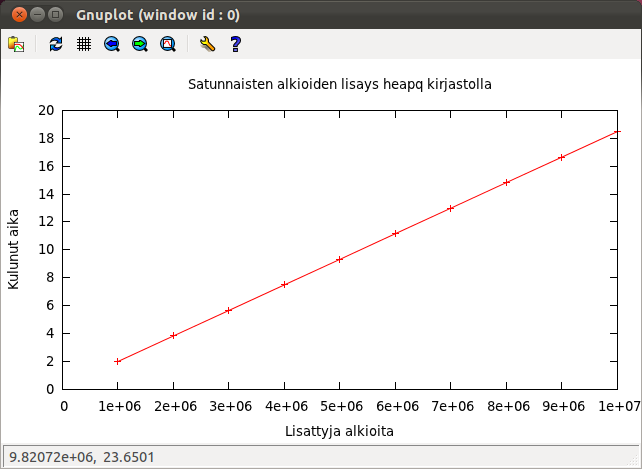 Gnuplot (window id : 0)
Satunnaisten alkioiden lisays heapq kirjastolla
20
18
16
14
12
10
8
6
4
2
0
Kulunut aika
0 1e+06 2e+06 3e+06 4e+06 5e+06 6e+06 7e+06 8e+06 9e+06 1e+07
Lisattyja alkioita
9.82072e+06, 23.6501